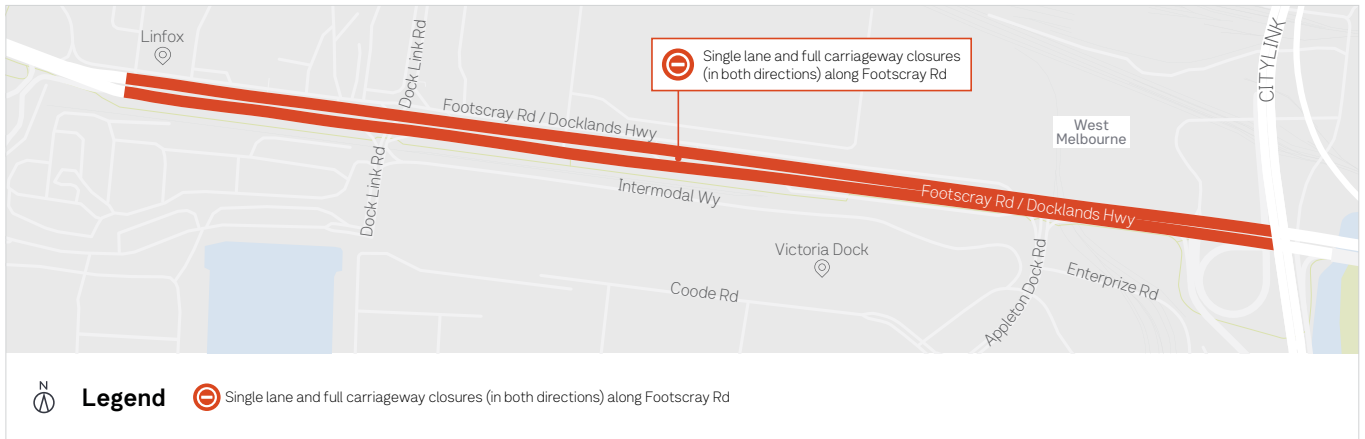 Linfox
Dock Link Rd
Single lane and full carriageway closures
(in both directions) along Footscray Rd
CITYLINK
Footscray Rd / Docklands Hwy
West
Melbourne
Dock Link Rd
Intermodal Wy
Footscray Rd / Docklands Hwy
Victoria Dock
Coode Rd
Appleton Dock Rd
Enterprize Rd
N
Legend
Single lane and full carriageway closures (in both directions) along Footscray Rd